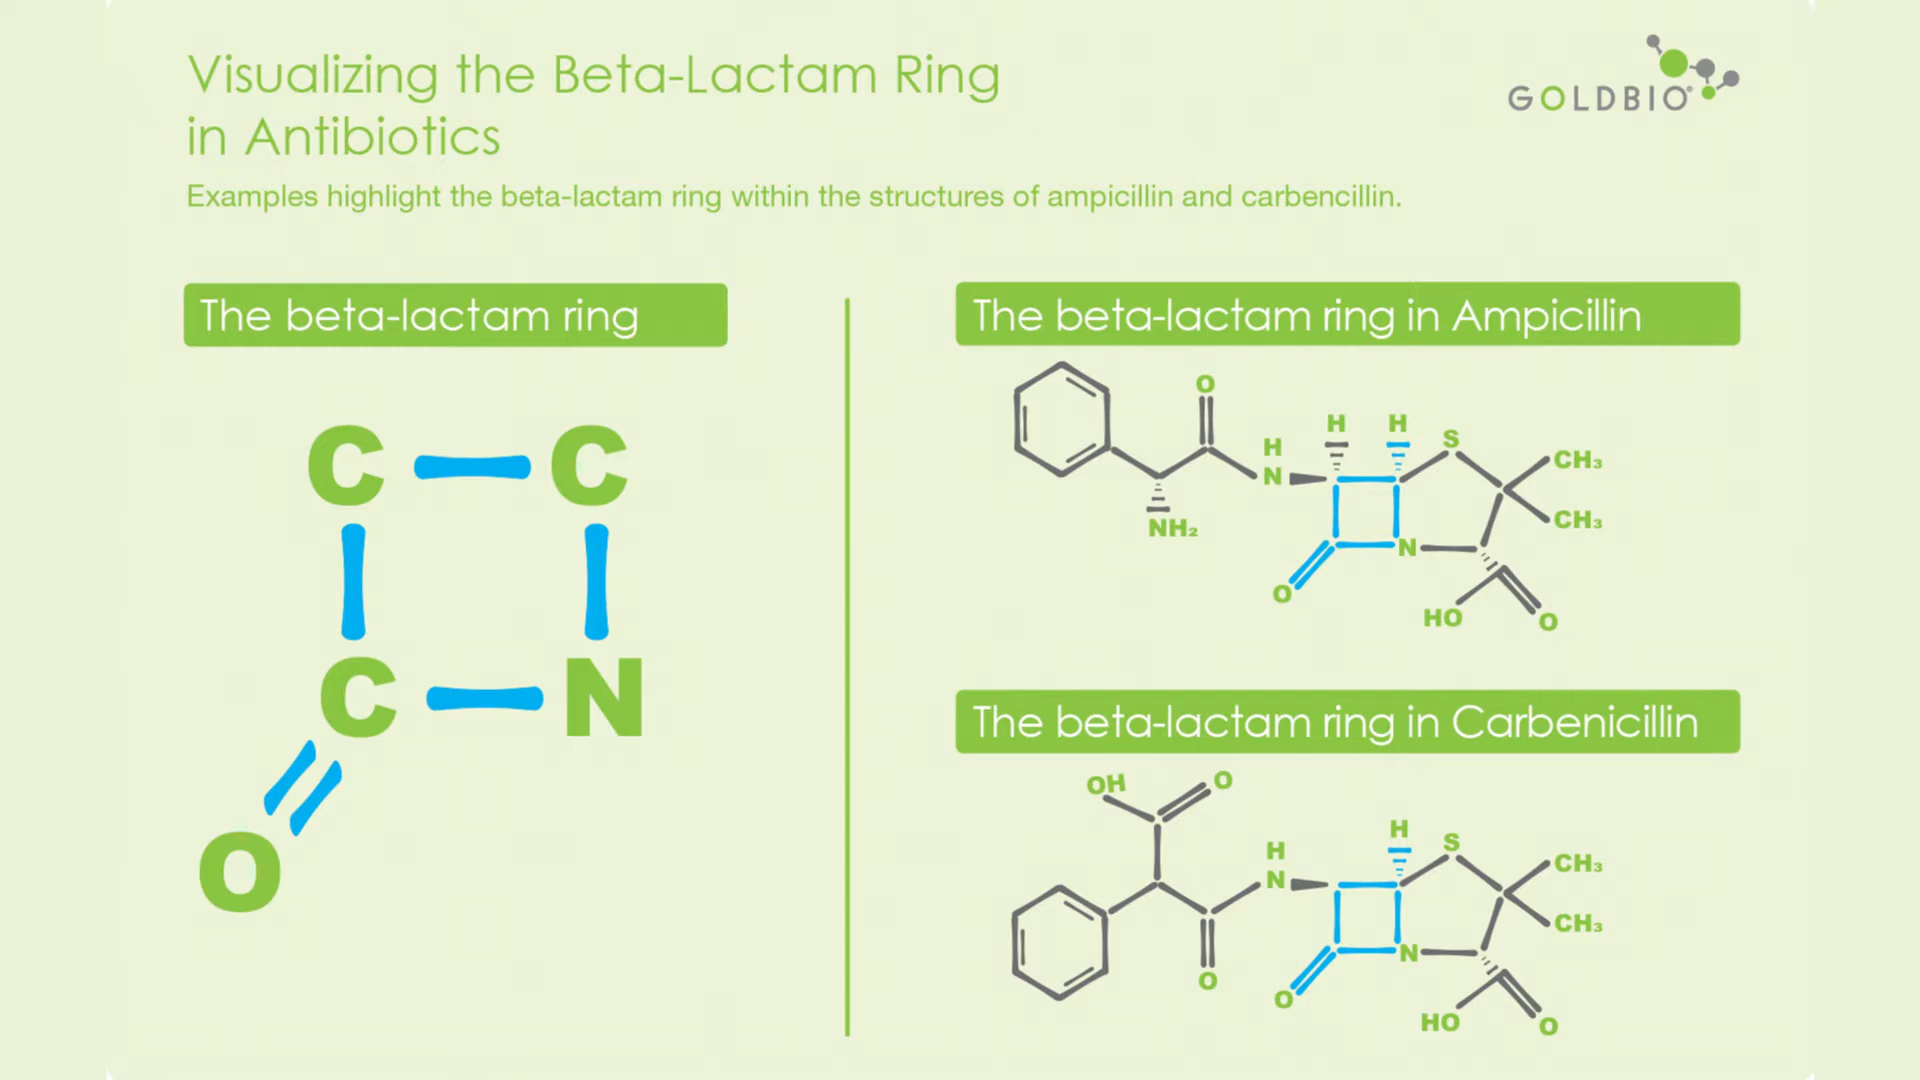 Visualizing the Beta-Lactam Ring
in Antibiotics
GOLDBIO®
Examples highlight the beta-lactam ring within the structures of ampicillin and carbencillin.
The beta-lactam ring
C C
C N
O
The beta-lactam ring in Ampicillin
O
H H
H S
N
CH₃
CH₃
NH₂
N
O
HO O
The beta-lactam ring in Carbenicillin
OH O
H
H S
N
CH₃
CH₃
N
O
O
HO O